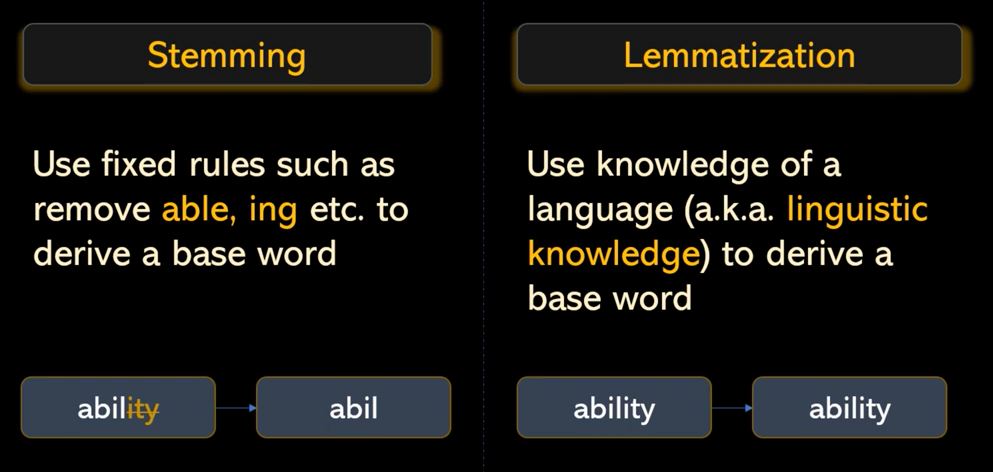 Stemming
Use fixed rules such as
remove able, ing etc. to
derive a base word
ability
abil
Lemmatization
Use knowledge of a
language (a.k.a. linguistic
knowledge) to derive a
base word
ability
ability